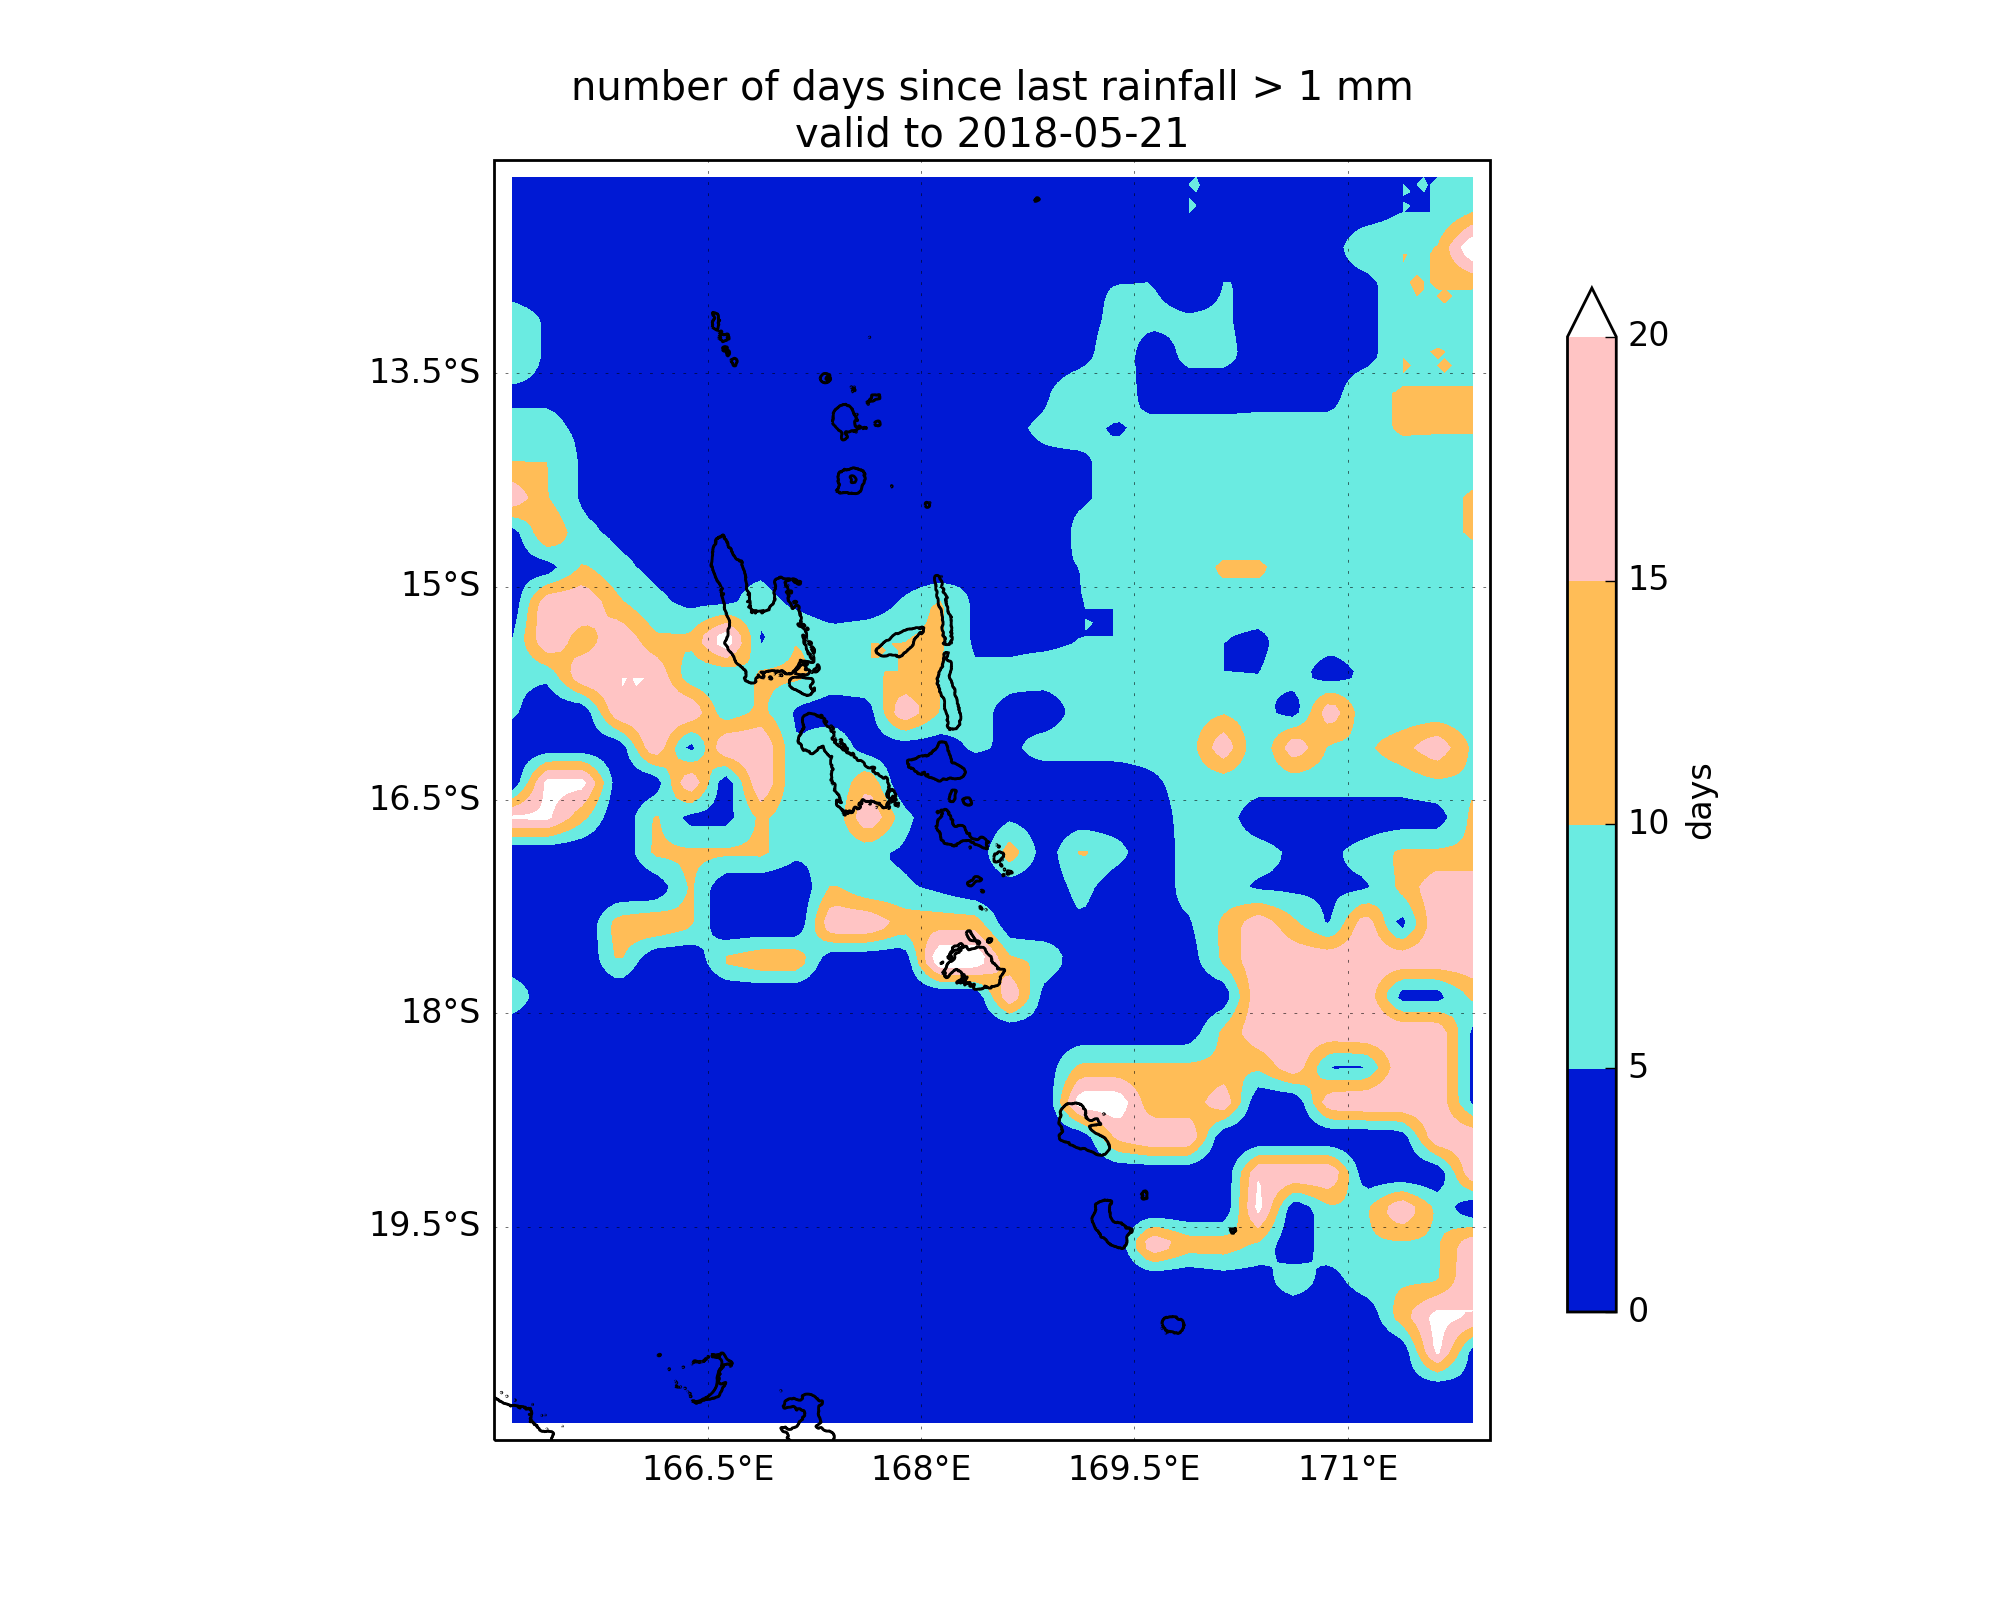 number of days since last rainfall > 1 mm
valid to 2018-05-21
13.5°S
15°S
16.5°S
18°S
19.5°S
166.5°E
168°E
169.5°E
171°E
20
15
10
5
0
days